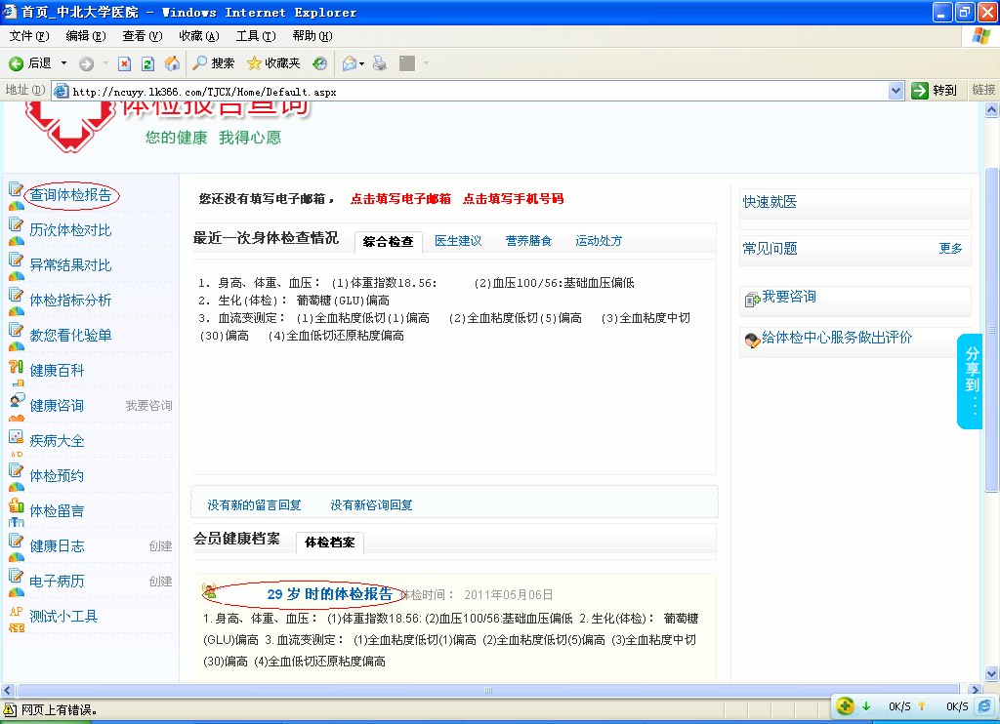 首页_中北大学医院 - Windows Internet Explorer
文件(F) 编辑(E) 查看(V) 收藏(A) 工具(T) 帮助(H)
后退 搜索 收藏夹
地址(D) http://ncuyy.lk366.com/TJCX/Home/Default.aspx 转到 链接
体检报告查询
您的健康 我得心愿
查询体检报告
历次体检对比
异常结果对比
体检指标分析
教您看化验单
健康百科
健康咨询 我要咨询
疾病大全
体检预约
体检留言
健康日志 创建
电子病历 创建
测试小工具
您还没有填写电子邮箱, 点击填写电子邮箱 点击填写手机号码
最近一次身体检查情况 综合检查 医生建议 营养膳食 运动处方
1. 身高、体重、血压: (1)体重指数18.56: (2)血压100/56:基础血压偏低
2. 生化(体检): 葡萄糖(GLU)偏高
3. 血流变测定: (1)全血粘度低切(1)偏高 (2)全血粘度低切(5)偏高 (3)全血粘度中切
(30)偏高 (4)全血低切还原粘度偏高
没有新的留言回复 没有新咨询回复
会员健康档案 体检档案
29 岁 时的体检报告 体检时间: 2011年05月06日
1.身高、体重、血压: (1)体重指数18.56: (2)血压100/56:基础血压偏低 2.生化(体检): 葡萄糖
(GLU)偏高 3.血流变测定: (1)全血粘度低切(1)偏高 (2)全血粘度低切(5)偏高 (3)全血粘度中切
(30)偏高 (4)全血低切还原粘度偏高
快速就医
常见问题 更多
我要咨询
给体检中心服务做出评价
分享到...
网页上有错误。
0K/S 0K/S